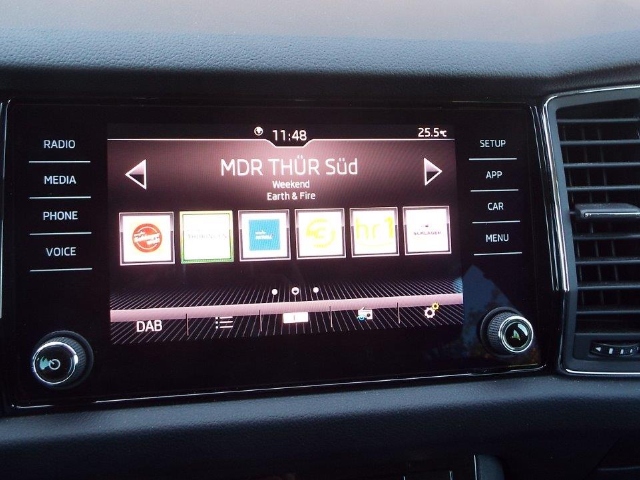 11:48
25.5°C
RADIO
MEDIA
PHONE
VOICE
MDR THÜR Süd
Weekend
Earth & Fire
hr1
DAB
SETUP
APP
CAR
MENU